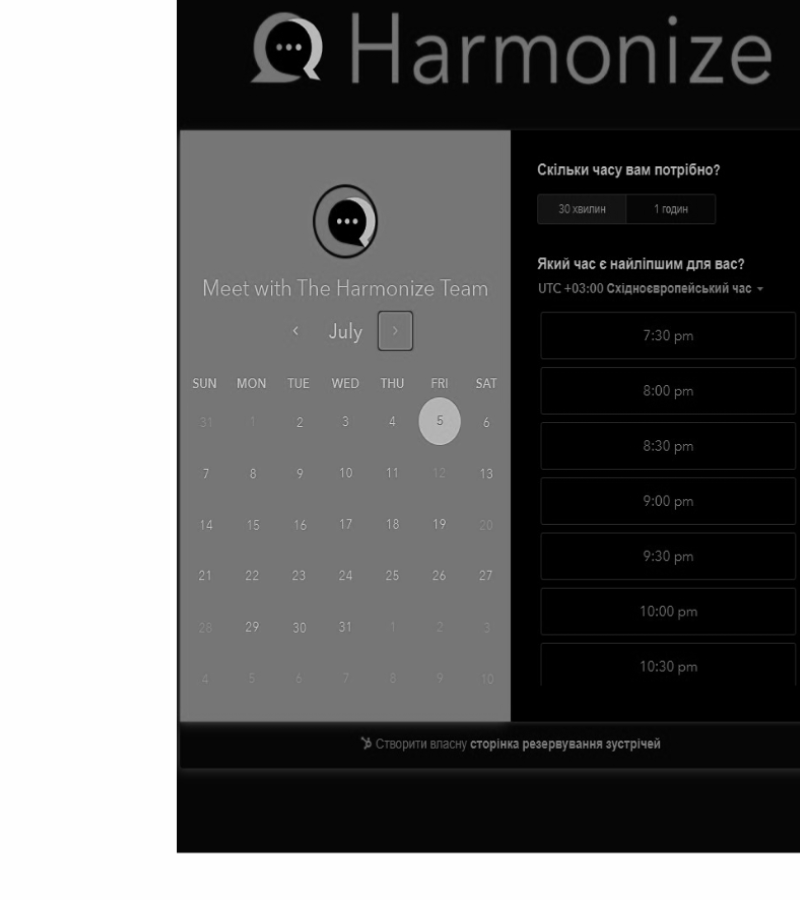 Harmonize
Meet with The Harmonize Team
July
SUN MON TUE WED THU FRI SAT
31 1 2 3 4 5 6
7 8 9 10 11 12 13
14 15 16 17 18 19 20
21 22 23 24 25 26 27
28 29 30 31 1 2 3
4 5 6 7 8 9 10
Скільки часу вам потрібно?
30 хвилин 1 годин
Який час є найліпшим для вас?
UTC +03:00 Східноєвропейський час
7:30 pm
8:00 pm
8:30 pm
9:00 pm
9:30 pm
10:00 pm
10:30 pm
Створити власну сторінка резервування зустрічей